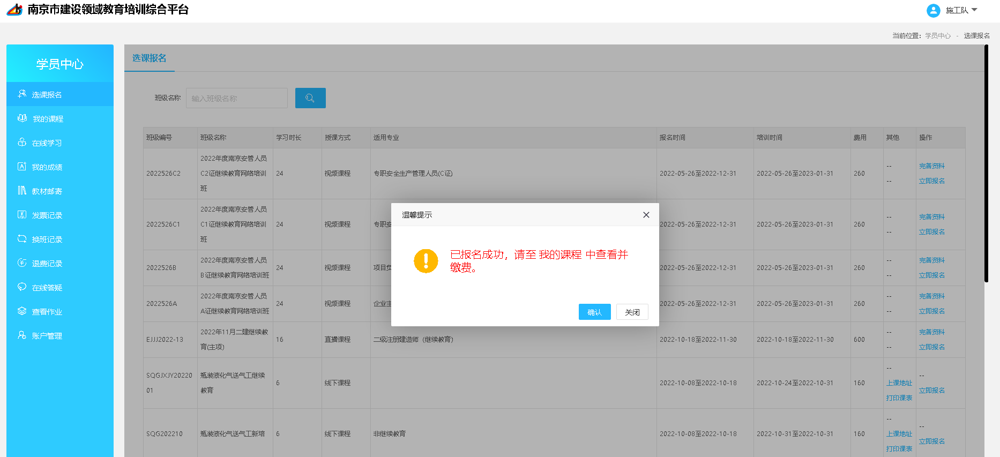 南京市建设领域教育培训综合平台
施工队
当前位置：学员中心 - 选课报名
学员中心
选课报名
我的课程
在线学习
我的成绩
教材邮寄
发票记录
换班记录
退费记录
在线答疑
查看作业
账户管理
选课报名
班级名称 输入班级名称
班级编号 班级名称 学习时长 授课方式 适用专业 报名时间 培训时间 费用 其他 操作
2022526C2
2022年度南京安管人员
C2证继续教育网络培训
班
24 视频课程 专职安全生产管理人员(C证) 2022-05-26至2022-12-31 2022-05-26至2023-01-31 260
--
--
完善资料
立即报名
2022526C1
2022年度南京安管人员
C1证继续教育网络培训
班
24 视频课程 专职安 2022-05-26至2022-12-31 2022-05-26至2023-01-31 260
--
--
完善资料
立即报名
2022526B
2022年度南京安管人员
B证继续教育网络培训班
24 视频课程 项目负 2022-05-26至2022-12-31 2022-05-26至2023-01-31 260
--
--
完善资料
立即报名
2022526A
2022年度南京安管人员
A证继续教育网络培训班
24 视频课程 企业主 2022-05-26至2022-12-31 2022-05-26至2023-01-31 260
--
--
完善资料
立即报名
EJJJ2022-13
2022年11月二建继续教
育(主项)
16 直播课程 二级注册建造师（继续教育） 2022-10-18至2022-11-30 2022-10-18至2022-11-30 600
--
--
完善资料
立即报名
SQGJXJY20220
01
瓶装液化气送气工继续
教育
6 线下课程 2022-10-08至2022-10-18 2022-10-24至2022-10-31 160
--
上课地址
打印课表
--
立即报名
SQG202210 瓶装液化气送气工新培 6 线下课程 非继续教育 2022-10-08至2022-10-18 2022-10-31至2022-10-31 160
--
上课地址
打印课表
--
立即报名
温馨提示
已报名成功，请至 我的课程 中查看并
缴费。
确认 关闭